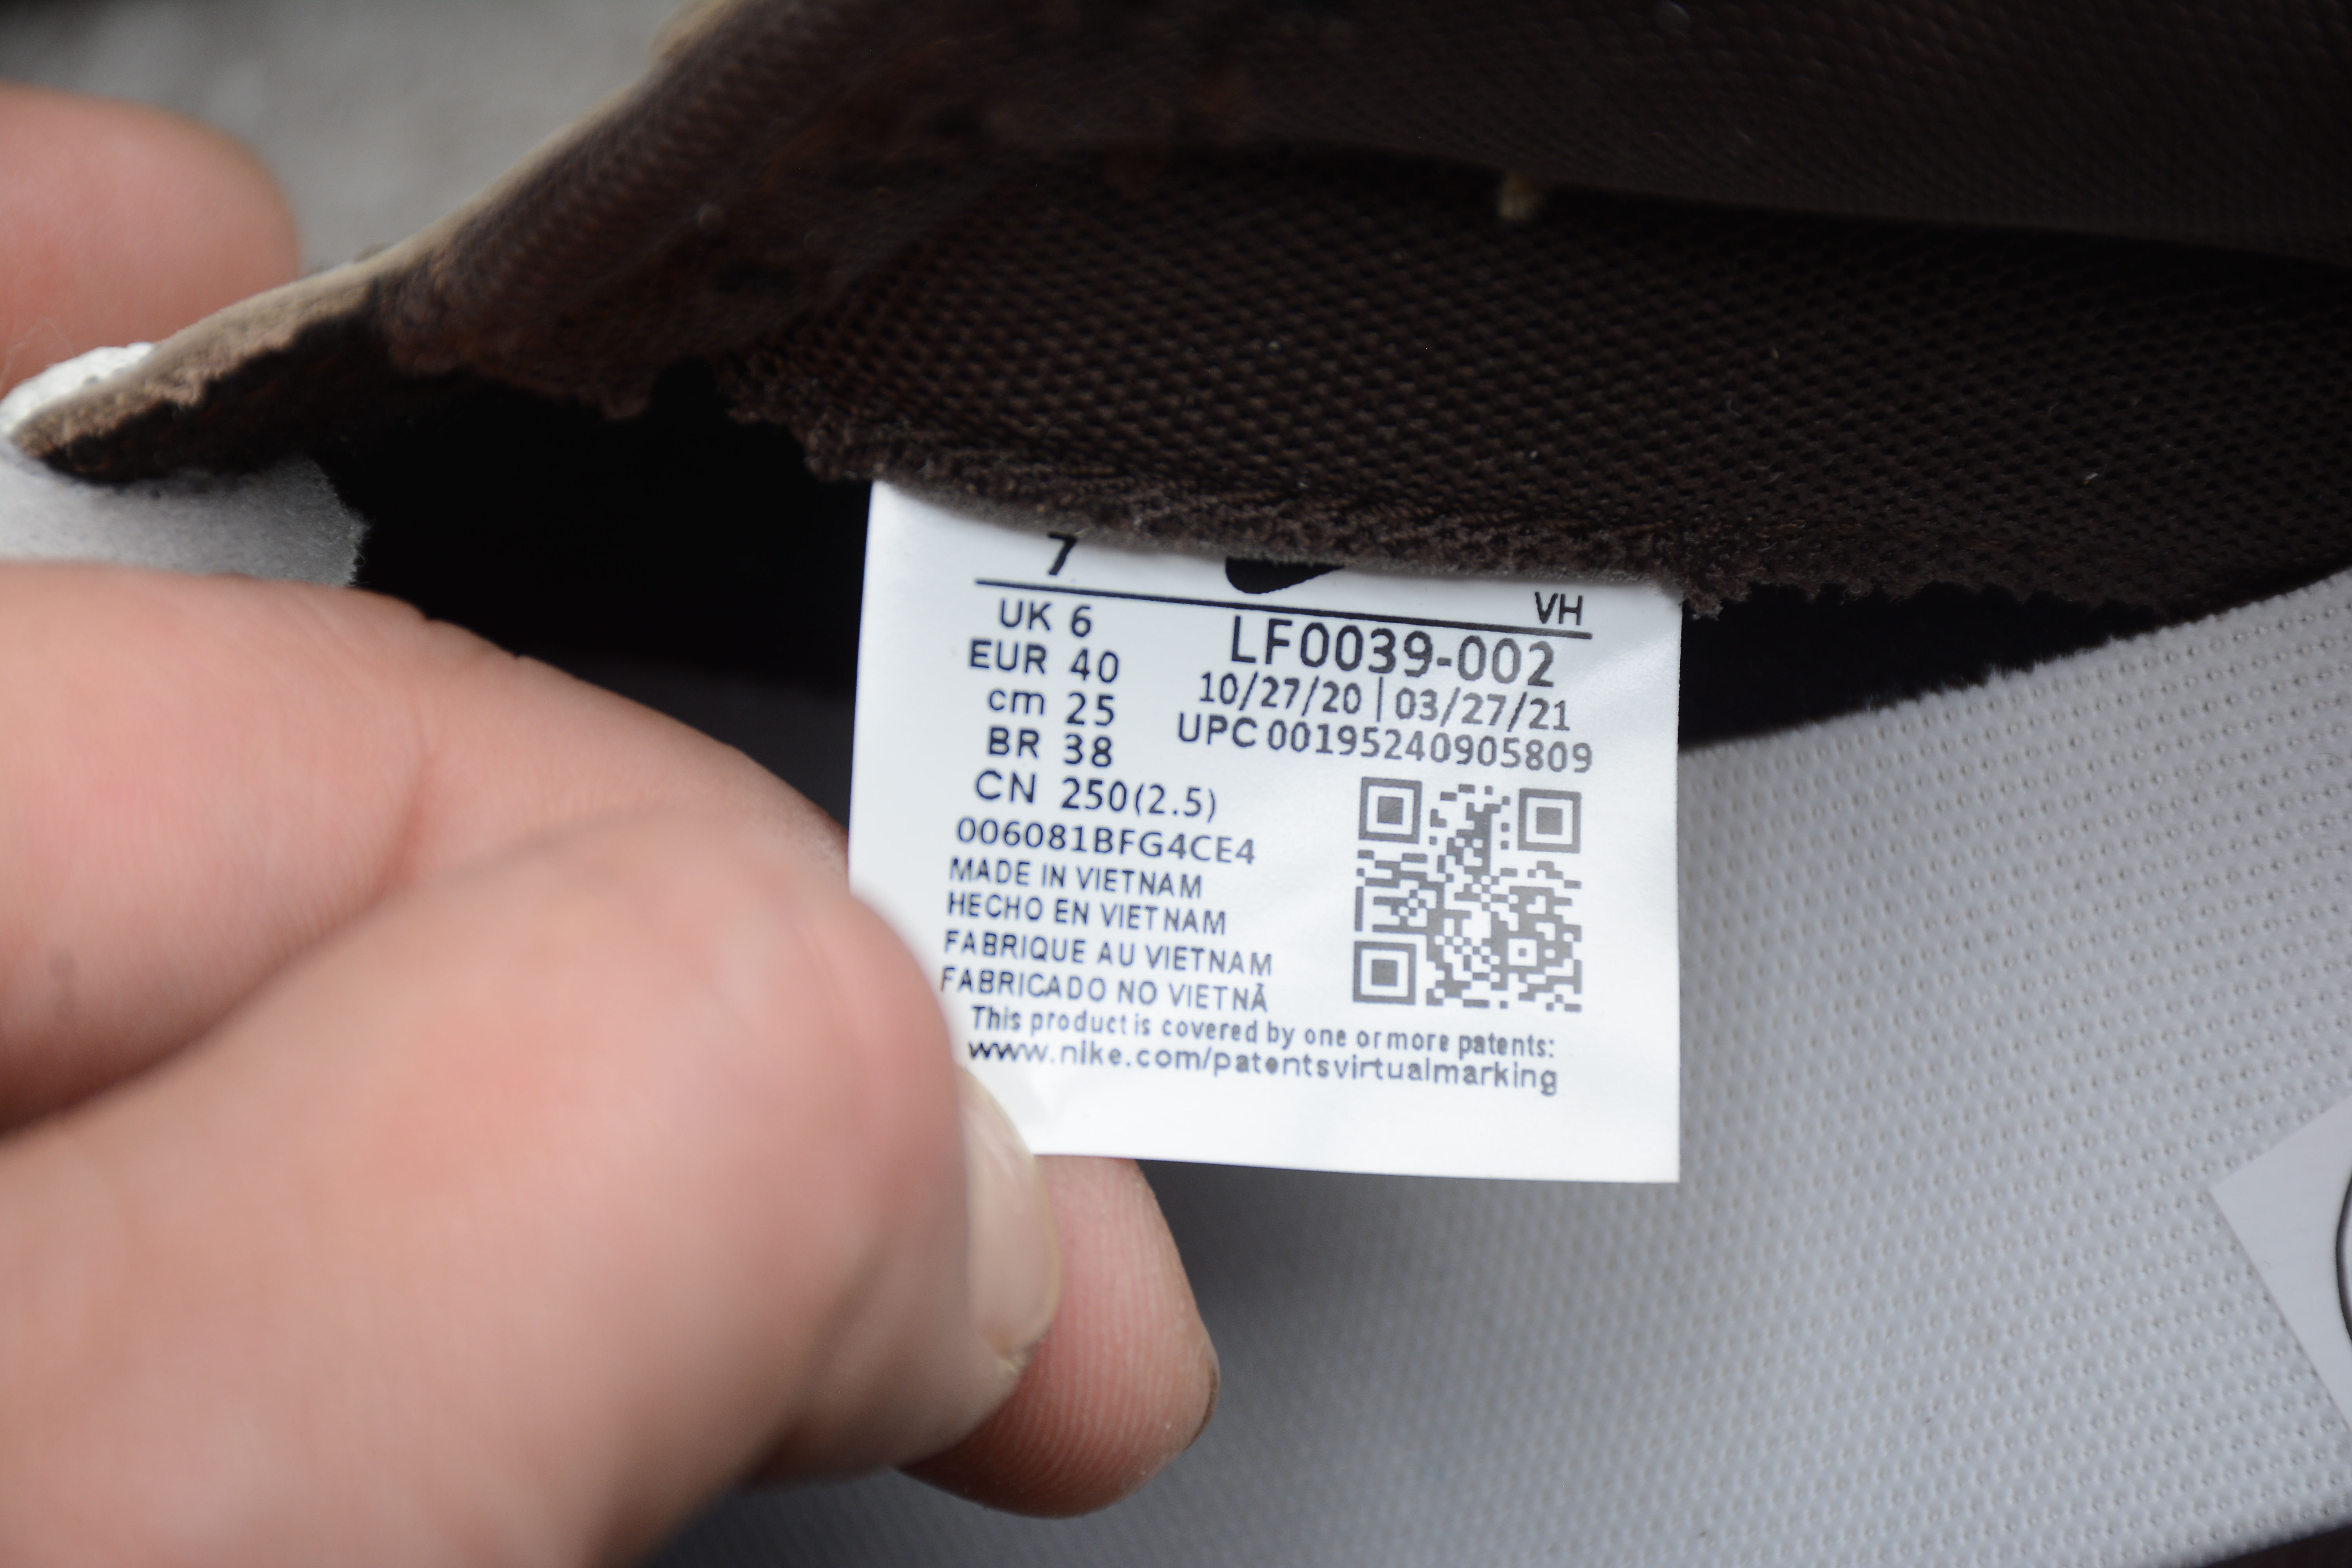 7
VH
UK 6
EUR 40
cm 25
BR 38
CN 250(2.5)
LF0039-002
10/27/20 | 03/27/21
UPC 00195240905809
006081BFG4CE4
MADE IN VIETNAM
HECHO EN VIETNAM
FABRIQUE AU VIETNAM
FABRICADO NO VIETNÃ
This product is covered by one or more patents:
www.nike.com/patentsvirtualmarking